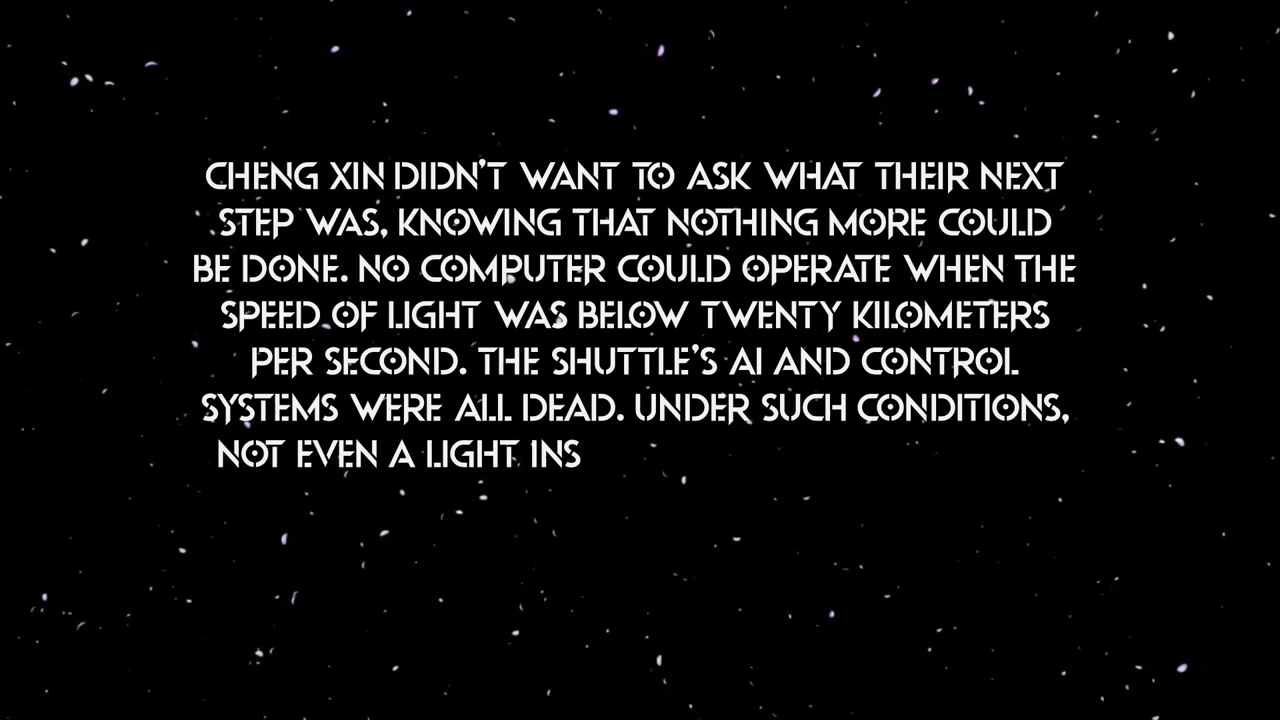 CHENG XIN DIDN'T WANT TO ASK WHAT THEIR NEXT
STEP WAS, KNOWING THAT NOTHING MORE COULD
BE DONE. NO COMPUTER COULD OPERATE WHEN THE
SPEED OF LIGHT WAS BELOW TWENTY KILOMETERS
PER SECOND. THE SHUTTLE'S AI AND CONTROL
SYSTEMS WERE ALL DEAD. UNDER SUCH CONDITIONS,
NOT EVEN A LIGHT INS